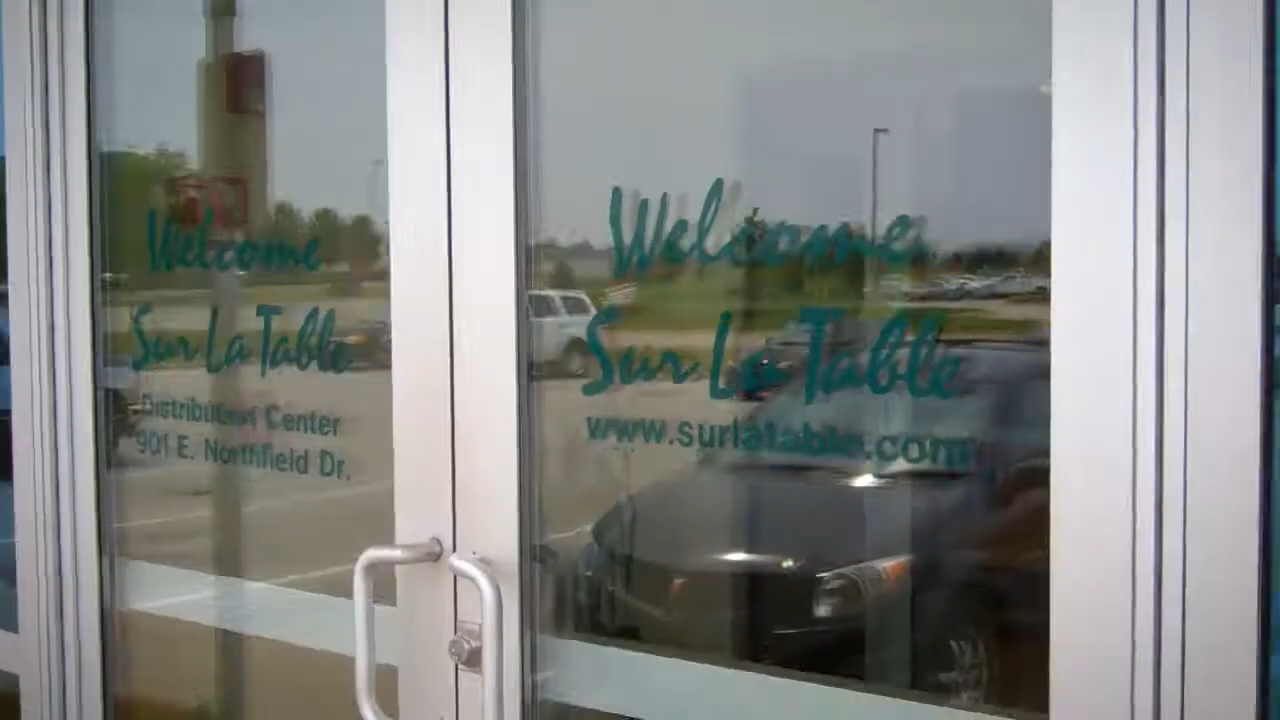 Welcome
Sur La Table
Distribution Center
901 E. Northfield Dr.
Welcome
Sur La Table
www.surlatable.com